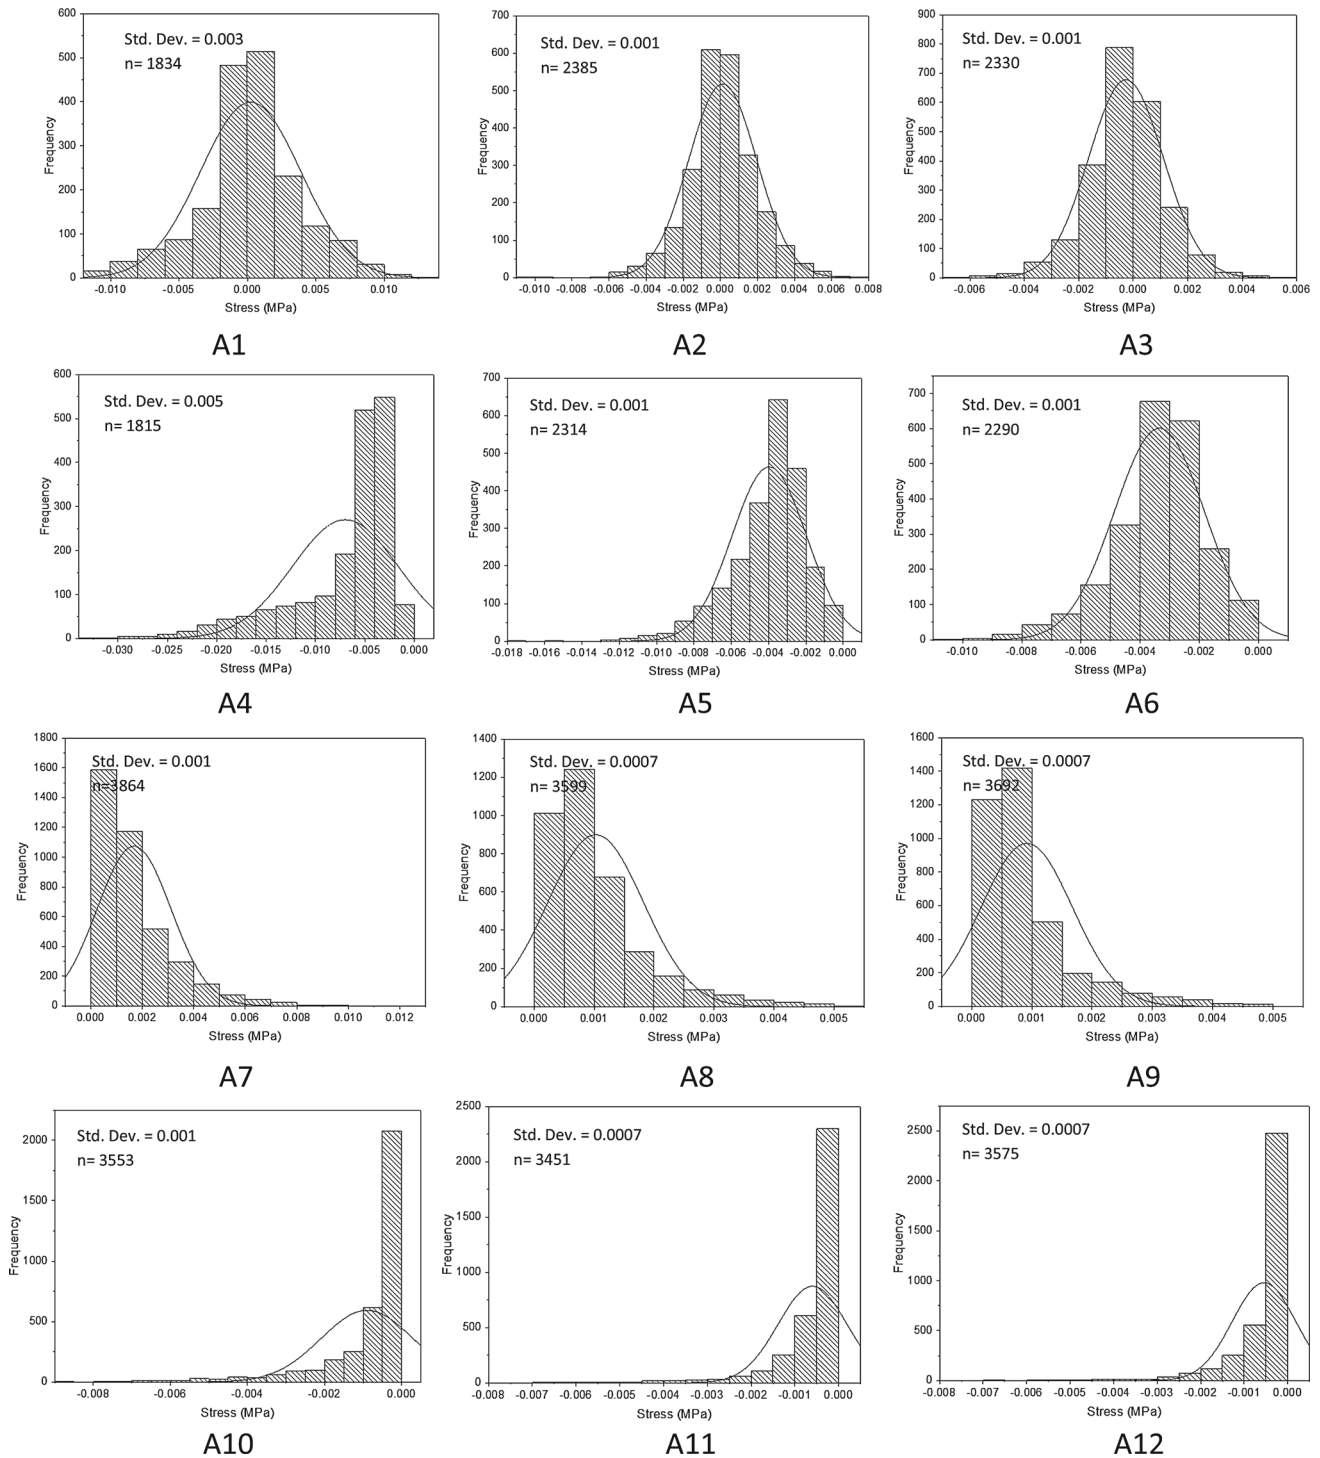 600
500
400
300
200
100
0
Frequency
Std. Dev. = 0.003
n= 1834
-0.010 -0.005 0.000 0.005 0.010
Stress (MPa)
A1
700
600
500
400
300
200
100
0
Frequency
Std. Dev. = 0.001
n= 2385
-0.010 -0.008 -0.006 -0.004 -0.002 0.000 0.002 0.004 0.006 0.008
Stress (MPa)
A2
900
800
700
600
500
400
300
200
100
0
Frequency
Std. Dev. = 0.001
n= 2330
-0.006 -0.004 -0.002 0.000 0.002 0.004 0.006
Stress (MPa)
A3
600
500
400
300
200
100
0
Frequency
Std. Dev. = 0.005
n= 1815
-0.030 -0.025 -0.020 -0.015 -0.010 -0.005 0.000
Stress (MPa)
A4
700
600
500
400
300
200
100
0
Frequency
Std. Dev. = 0.001
n= 2314
-0.018 -0.016 -0.014 -0.012 -0.010 -0.008 -0.006 -0.004 -0.002 0.000
Stress (MPa)
A5
700
600
500
400
300
200
100
0
Frequency
Std. Dev. = 0.001
n= 2290
-0.010 -0.008 -0.006 -0.004 -0.002 0.000
Stress (MPa)
A6
1800
1600
1400
1200
1000
800
600
400
200
0
Frequency
Std. Dev. = 0.001
n=3864
0.000 0.002 0.004 0.006 0.008 0.010 0.012
Stress (MPa)
A7
1400
1200
1000
800
600
400
200
0
Frequency
Std. Dev. = 0.0007
n= 3599
0.000 0.001 0.002 0.003 0.004 0.005
Stress (MPa)
A8
1600
1400
1200
1000
800
600
400
200
0
Frequency
Std. Dev. = 0.0007
n= 3692
0.000 0.001 0.002 0.003 0.004 0.005
Stress (MPa)
A9
2000
1500
1000
500
0
Frequency
Std. Dev. = 0.001
n= 3553
-0.008 -0.006 -0.004 -0.002 0.000
Stress (MPa)
A10
2500
2000
1500
1000
500
0
Frequency
Std. Dev. = 0.0007
n= 3451
-0.008 -0.007 -0.006 -0.005 -0.004 -0.003 -0.002 -0.001 0.000
Stress (MPa)
A11
2500
2000
1500
1000
500
0
Frequency
Std. Dev. = 0.0007
n= 3575
-0.008 -0.007 -0.006 -0.005 -0.004 -0.003 -0.002 -0.001 0.000
Stress (MPa)
A12